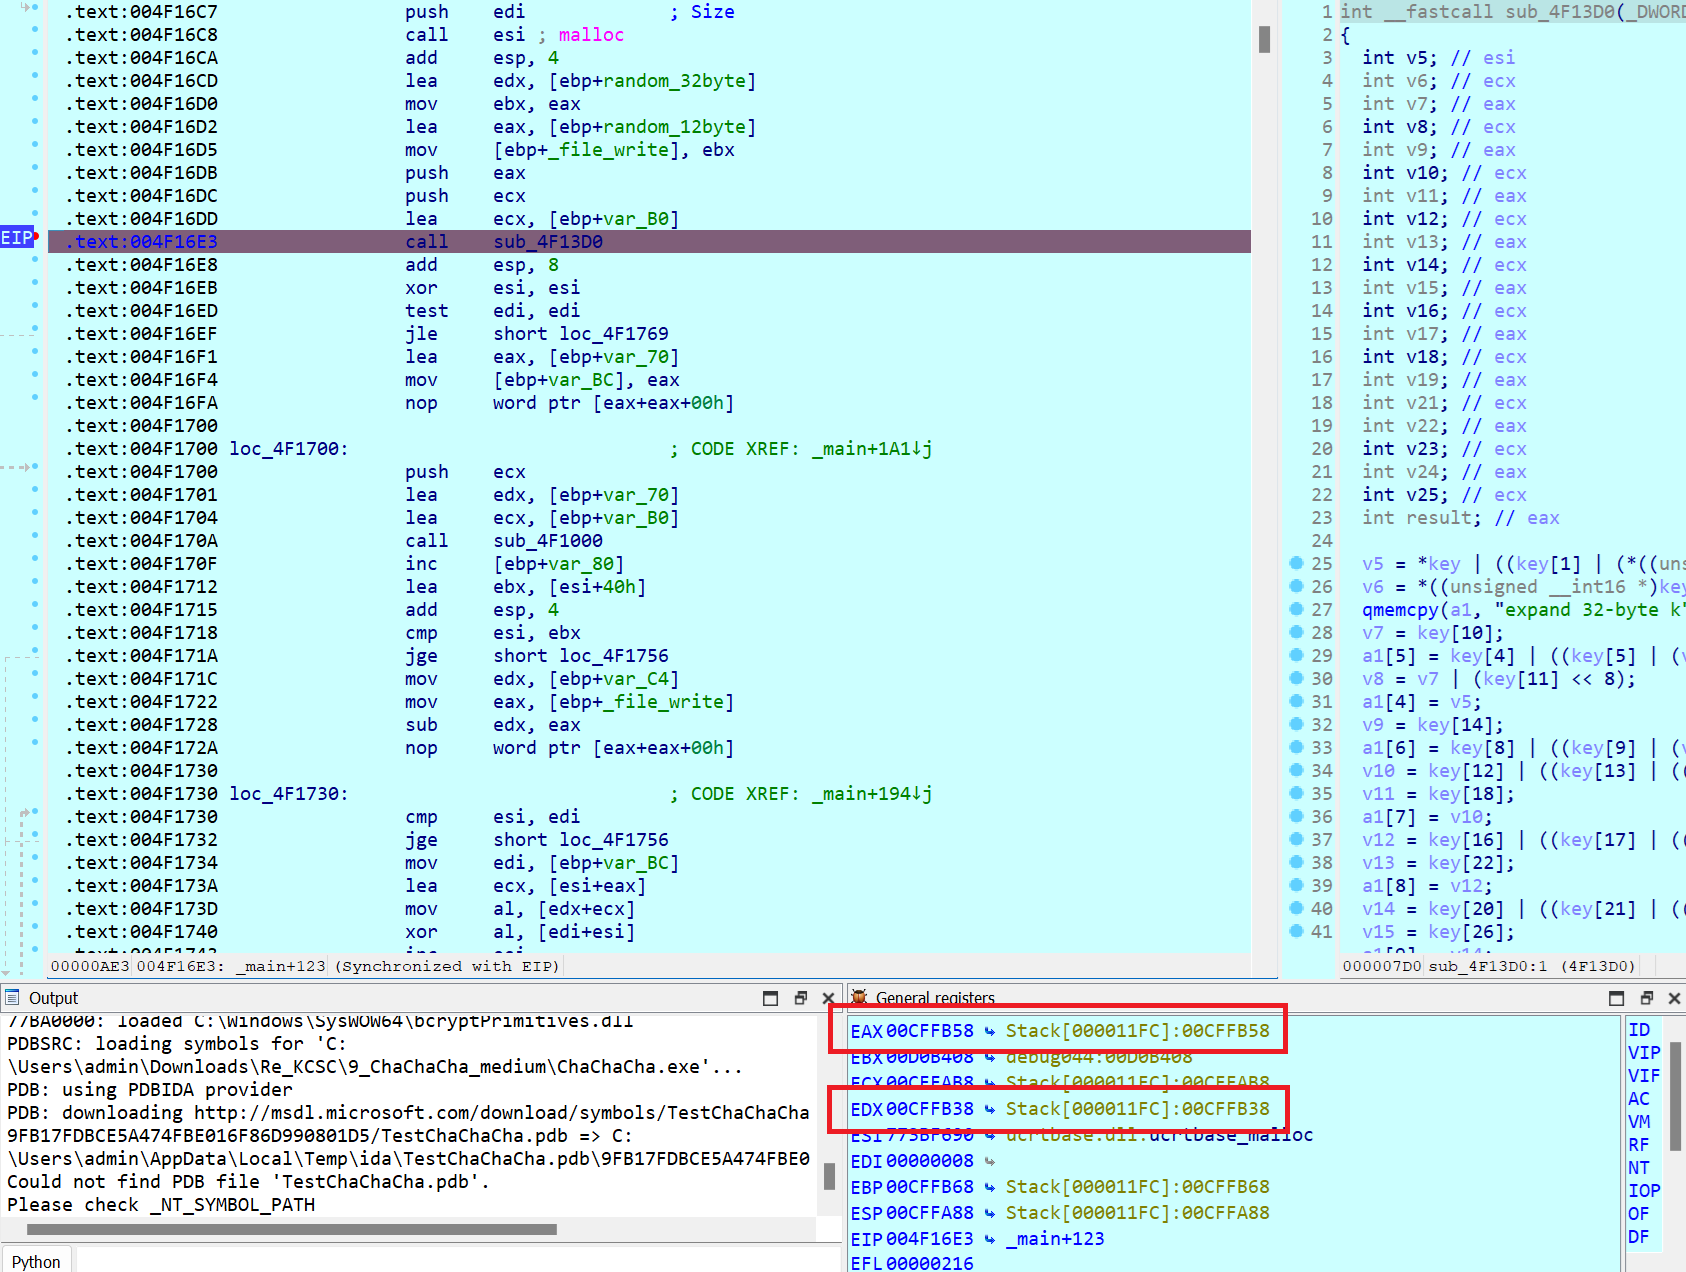 .text:004F16C7 push edi ; Size
.text:004F16C8 call esi ; malloc
.text:004F16CA add esp, 4
.text:004F16CD lea edx, [ebp+random_32byte]
.text:004F16D0 mov ebx, eax
.text:004F16D2 lea eax, [ebp+random_12byte]
.text:004F16D5 mov [ebp+_file_write], ebx
.text:004F16DB push eax
.text:004F16DC push ecx
.text:004F16DD lea ecx, [ebp+var_B0]
EIP .text:004F16E3 call sub_4F13D0
.text:004F16E8 add esp, 8
.text:004F16EB xor esi, esi
.text:004F16ED test edi, edi
.text:004F16EF jle short loc_4F1769
.text:004F16F1 lea eax, [ebp+var_70]
.text:004F16F4 mov [ebp+var_BC], eax
.text:004F16FA nop word ptr [eax+eax+00h]
.text:004F1700
.text:004F1700 loc_4F1700: ; CODE XREF: _main+1A1↓j
.text:004F1700 push ecx
.text:004F1701 lea edx, [ebp+var_70]
.text:004F1704 lea ecx, [ebp+var_B0]
.text:004F170A call sub_4F1000
.text:004F170F inc [ebp+var_80]
.text:004F1712 lea ebx, [esi+40h]
.text:004F1715 add esp, 4
.text:004F1718 cmp esi, ebx
.text:004F171A jge short loc_4F1756
.text:004F171C mov edx, [ebp+var_C4]
.text:004F1722 mov eax, [ebp+_file_write]
.text:004F1728 sub edx, eax
.text:004F172A nop word ptr [eax+eax+00h]
.text:004F1730
.text:004F1730 loc_4F1730: ; CODE XREF: _main+194↓j
.text:004F1730 cmp esi, edi
.text:004F1732 jge short loc_4F1756
.text:004F1734 mov edi, [ebp+var_BC]
.text:004F173A lea ecx, [esi+eax]
.text:004F173D mov al, [edx+ecx]
.text:004F1740 xor al, [edi+esi]
00000AE3 004F16E3: _main+123 (Synchronized with EIP)
1 int __fastcall sub_4F13D0(_DWORD
2 {
3 int v5; // esi
4 int v6; // ecx
5 int v7; // eax
6 int v8; // ecx
7 int v9; // eax
8 int v10; // ecx
9 int v11; // eax
10 int v12; // ecx
11 int v13; // eax
12 int v14; // ecx
13 int v15; // eax
14 int v16; // ecx
15 int v17; // eax
16 int v18; // ecx
17 int v19; // eax
18 int v21; // ecx
19 int v22; // eax
20 int v23; // ecx
21 int v24; // eax
22 int v25; // ecx
23 int result; // eax
24
25 v5 = *key | ((key[1] | (*((uns
26 v6 = *((unsigned __int16 *)key
27 qmemcpy(a1, "expand 32-byte k"
28 v7 = key[10];
29 a1[5] = key[4] | ((key[5] | (v
30 v8 = v7 | (key[11] << 8);
31 a1[4] = v5;
32 v9 = key[14];
33 a1[6] = key[8] | ((key[9] | (v
34 v10 = key[12] | ((key[13] | ((
35 v11 = key[18];
36 a1[7] = v10;
37 v12 = key[16] | ((key[17] | ((
38 v13 = key[22];
39 a1[8] = v12;
40 v14 = key[20] | ((key[21] | ((
41 v15 = key[26];
000007D0 sub_4F13D0:1 (4F13D0)
Output
77BA0000: loaded C:\Windows\SysWOW64\bcryptPrimitives.dll
PDBSRC: loading symbols for 'C:
\Users\admin\Downloads\Re_KCSC\9_ChaChaCha_medium\ChaChaCha.exe'...
PDB: using PDBIDA provider
PDB: downloading http://msdl.microsoft.com/download/symbols/TestChaChaCha
9FB17FDBCE5A474FBE016F86D990801D5/TestChaChaCha.pdb => C:
\Users\admin\AppData\Local\Temp\ida\TestChaChaCha.pdb\9FB17FDBCE5A474FBE0
Could not find PDB file 'TestChaChaCha.pdb'.
Please check _NT_SYMBOL_PATH
Python
General registers
EAX 00CFFB58 Stack[000011FC]:00CFFB58
EBX 00D0B408 debug044:00D0B408
ECX 00CFFAB8 Stack[000011FC]:00CFFAB8
EDX 00CFFB38 Stack[000011FC]:00CFFB38
ESI 773BF690 ucrtbase.dll:ucrtbase_malloc
EDI 00000008
EBP 00CFFB68 Stack[000011FC]:00CFFB68
ESP 00CFFA88 Stack[000011FC]:00CFFA88
EIP 004F16E3 _main+123
EFL 00000216
ID
VIP
VIF
AC
VM
RF
NT
IOP
OF
DF